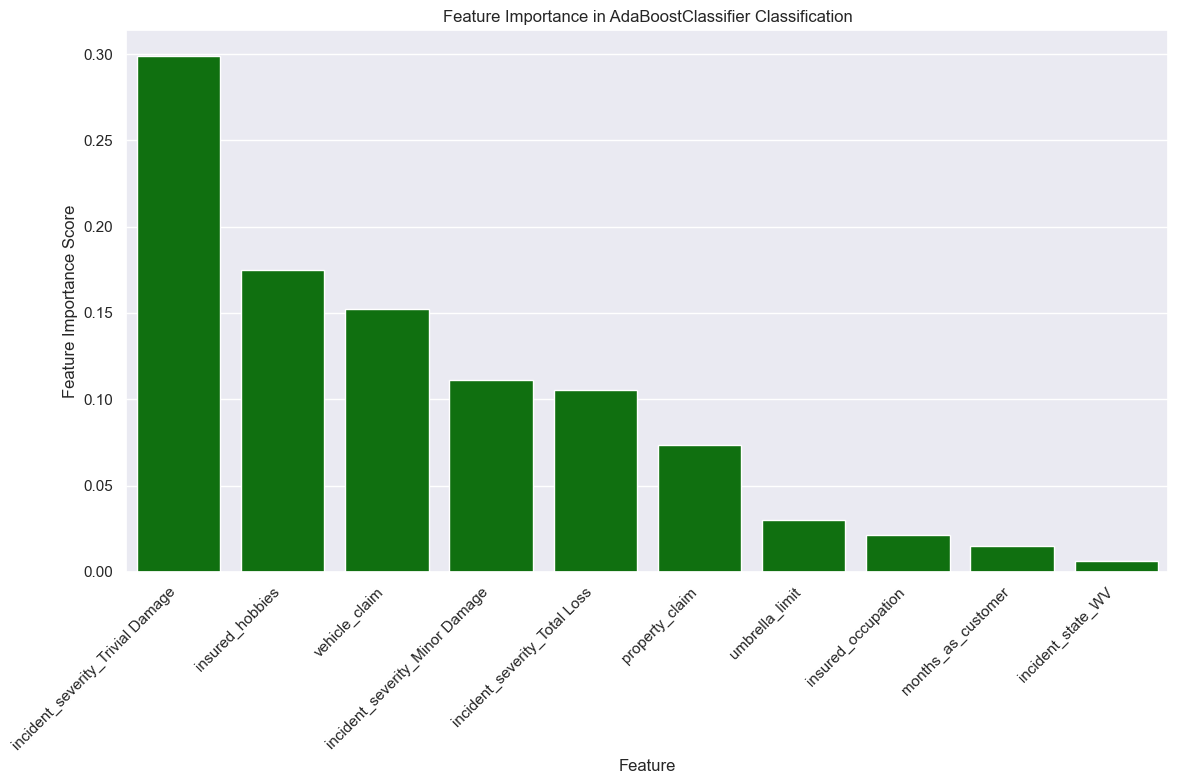 Feature Importance in AdaBoostClassifier Classification
Feature Importance Score
0.30
0.25
0.20
0.15
0.10
0.05
0.00
incident_severity_Trivial Damage
insured_hobbies
vehicle_claim
incident_severity_Minor Damage
incident_severity_Total Loss
property_claim
umbrella_limit
insured_occupation
months_as_customer
incident_state_WV
Feature